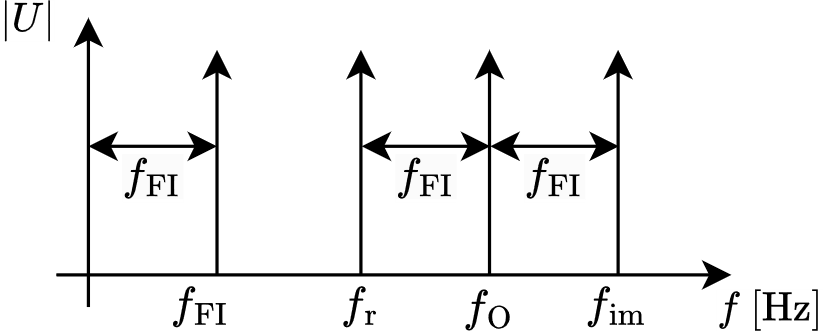 |U|
f_FI f_FI f_FI
f_FI f_r f_O f_im f [Hz]